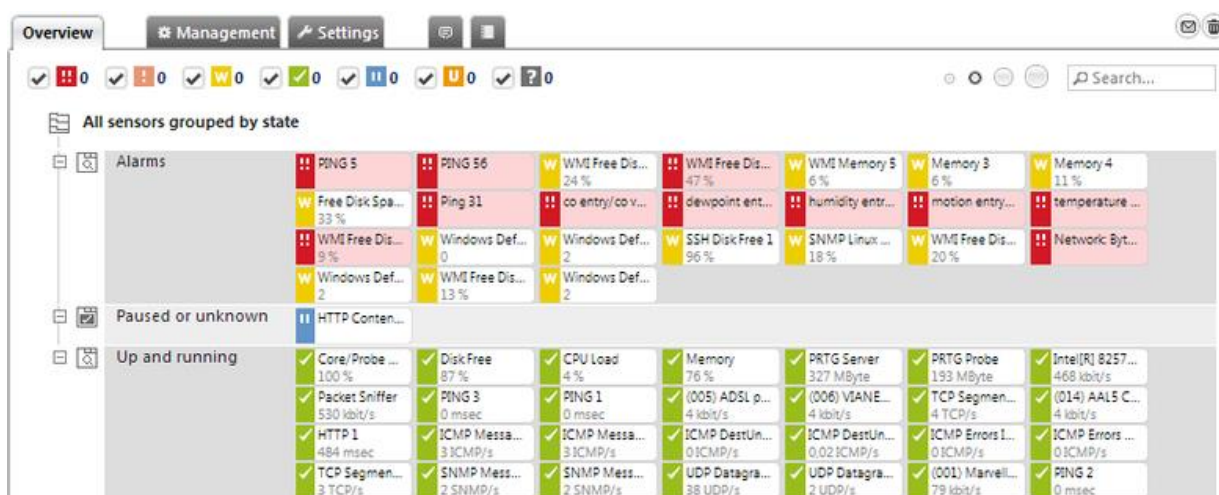 Overview Management Settings
!! 0 ! 0 W 0 0 II 0 U 0 ? 0 Search...
All sensors grouped by state
Alarms
!! PING 5 !! PING 56 W WMI Free Dis... !! WMI Free Dis... W WMI Memory 5 W Memory 3 W Memory 4
24 % 47 % 6 % 6 % 11 %
W Free Disk Spa... !! Ping 31 !! co entry/co v... !! dewpoint ent... !! humidity entr... !! motion entry... !! temperature ...
33 %
!! WMI Free Dis... W Windows Def... W Windows Def... W SSH Disk Free 1 W SNMP Linux ... W WMI Free Dis... !! Network: Byt...
9 % 0 2 96 % 18 % 20 %
W Windows Def... W WMI Free Dis... W Windows Def...
2 13 % 2
Paused or unknown II HTTP Conten...
Up and running
Core/Probe ... Disk Free CPU Load Memory PRTG Server PRTG Probe Intel[R] 8257...
100 % 87 % 4 % 76 % 327 MByte 193 MByte 468 kbit/s
Packet Sniffer PING 3 PING 1 (005) ADSL p... (006) VIANE... TCP Segmen... (014) AAL5 C...
530 kbit/s 0 msec 0 msec 4 kbit/s 4 kbit/s 4 TCP/s 4 kbit/s
HTTP 1 ICMP Messa... ICMP Messa... ICMP DestUn... ICMP DestUn... ICMP Errors I... ICMP Errors ...
484 msec 3 ICMP/s 3 ICMP/s 0 ICMP/s 0,02 ICMP/s 0 ICMP/s 0 ICMP/s
TCP Segmen... SNMP Mess... SNMP Mess... UDP Datagra... UDP Datagra... (001) Marvell... PING 2
3 TCP/s 2 SNMP/s 2 SNMP/s 38 UDP/s 2 UDP/s 79 kbit/s 0 msec